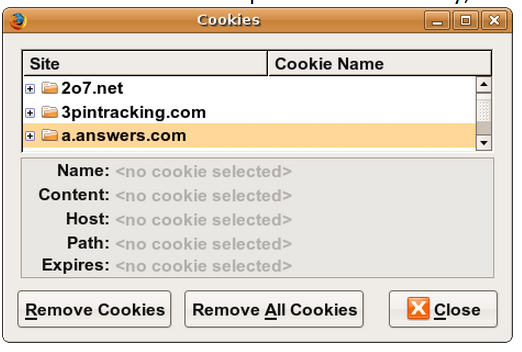 Cookies
Site Cookie Name
2o7.net
3pintracking.com
a.answers.com
Name: <no cookie selected>
Content: <no cookie selected>
Host: <no cookie selected>
Path: <no cookie selected>
Expires: <no cookie selected>
Remove Cookies Remove All Cookies Close